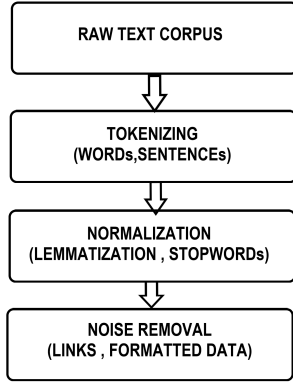 RAW TEXT CORPUS
TOKENIZING
(WORDs,SENTENCEs)
NORMALIZATION
(LEMMATIZATION , STOPWORDs)
NOISE REMOVAL
(LINKS , FORMATTED DATA)